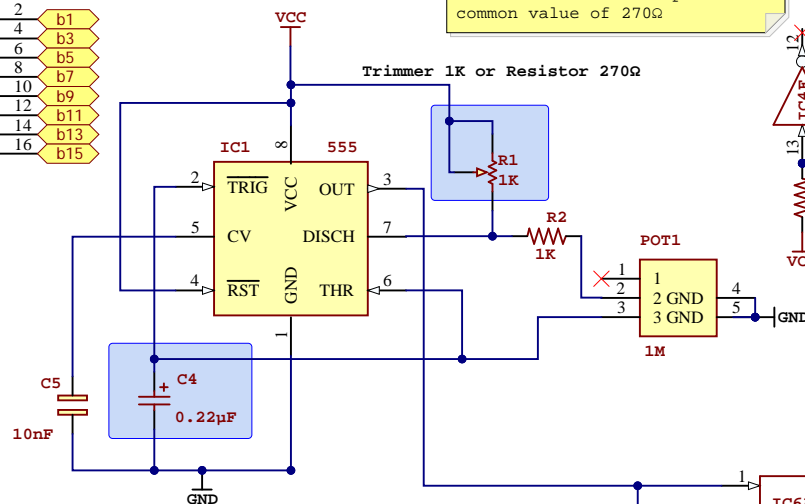 common value of 270Ω
2 b1
4 b3
6 b5
8 b7
10 b9
12 b11
14 b13
16 b15
VCC
Trimmer 1K or Resistor 270Ω
12
13
IC1
555
8
2
TRIG
VCC
OUT
3
5
CV
DISCH
7
4
RST
GND
THR
6
1
R1
1K
R2
1K
POT1
1
1
2
2 GND
4
3
3 GND
5
1M
GND
C5
10nF
C4
+
0.22µF
GND
1